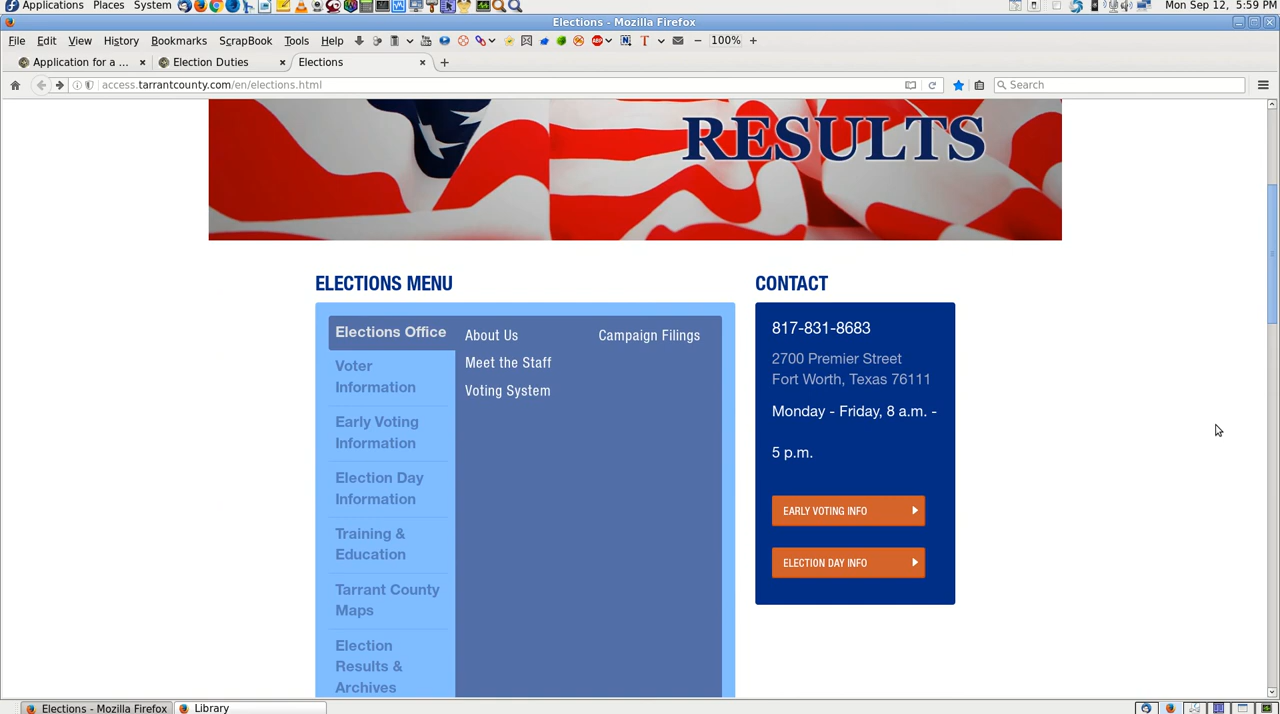 Applications Places System Mon Sep 12, 5:59 PM
Elections - Mozilla Firefox
File Edit View History Bookmarks ScrapBook Tools Help 100%
Application for a ... Election Duties Elections
access.tarrantcounty.com/en/elections.html Search
RESULTS
ELECTIONS MENU
Elections Office
Voter
Information
Early Voting
Information
Election Day
Information
Training &
Education
Tarrant County
Maps
Election
Results &
Archives
About Us
Meet the Staff
Voting System
Campaign Filings
CONTACT
817-831-8683
2700 Premier Street
Fort Worth, Texas 76111
Monday - Friday, 8 a.m. -
5 p.m.
EARLY VOTING INFO
ELECTION DAY INFO
Elections - Mozilla Firefox Library